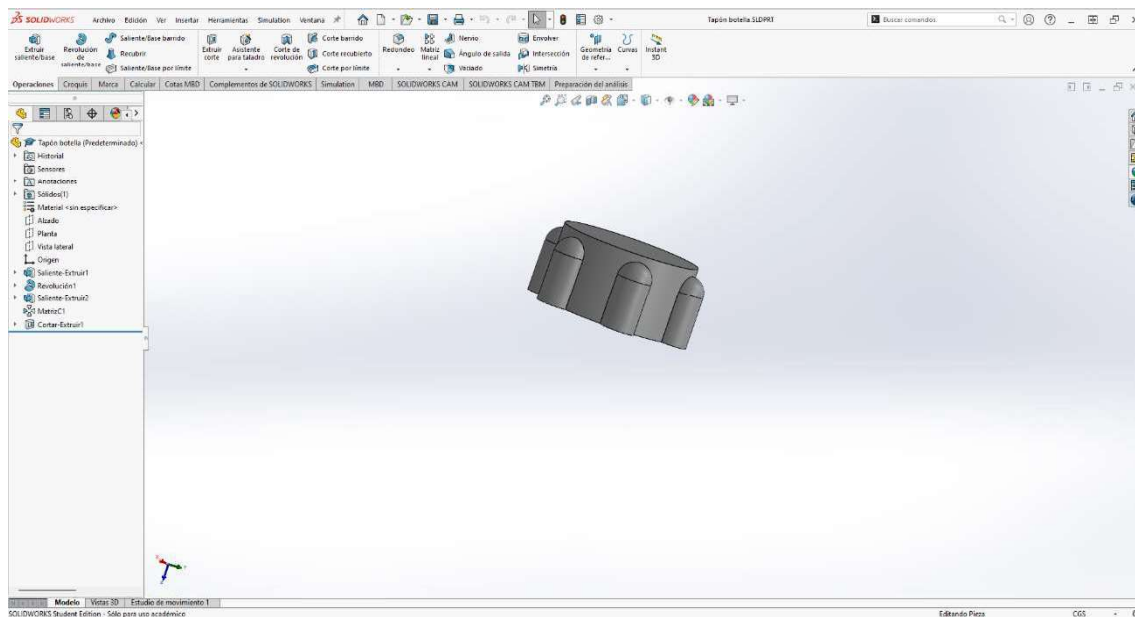 SOLIDWORKS Archivo Edición Ver Insertar Herramientas Simulation Ventana Tapón botella.SLDPRT Buscar comandos
Extruir saliente/base
Revolución de saliente/base
Saliente/Base barrido
Recubrir
Saliente/Base por límite
Extruir corte
Asistente para taladro
Corte de revolución
Corte barrido
Corte recubierto
Corte por límite
Redondeo
Matriz lineal
Nervio
Ángulo de salida
Vaciado
Envolver
Intersección
Simetría
Geometría de refer...
Curvas
Instant 3D
Operaciones Croquis Marca Calcular Cotas MBD Complementos de SOLIDWORKS Simulation MBD SOLIDWORKS CAM SOLIDWORKS CAM TBM Preparación del análisis
Tapón botella (Predeterminado) <
Historial
Sensores
Anotaciones
Sólidos(1)
Material <sin especificar>
Alzado
Planta
Vista lateral
Origen
Saliente-Extruir1
Revolución1
Saliente-Extruir2
MatrizC1
Cortar-Extruir1
Modelo Vistas 3D Estudio de movimiento 1
SOLIDWORKS Student Edition - Sólo para uso académico Editando Pieza CGS